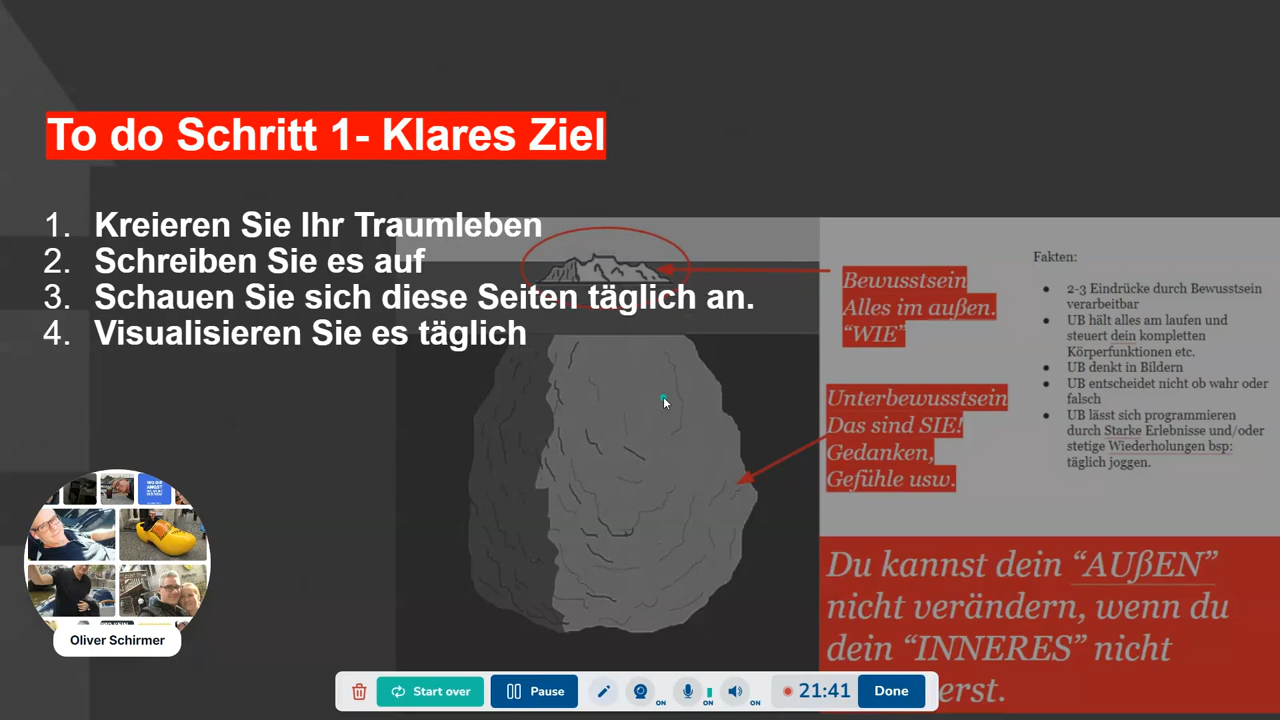 To do Schritt 1- Klares Ziel
1. Kreieren Sie Ihr Traumleben
2. Schreiben Sie es auf
3. Schauen Sie sich diese Seiten täglich an.
4. Visualisieren Sie es täglich
Bewusstsein
Alles im außen.
“WIE”
Unterbewusstsein
Das sind SIE!
Gedanken,
Gefühle usw.
Fakten:
● 2-3 Eindrücke durch Bewusstsein
verarbeitbar
● UB hält alles am laufen und
steuert dein kompletten
Körperfunktionen etc.
● UB denkt in Bildern
● UB entscheidet nicht ob wahr oder
falsch
● UB lässt sich programmieren
durch Starke Erlebnisse und/oder
stetige Wiederholungen bsp:
täglich joggen.
Du kannst dein “AUßEN”
nicht verändern, wenn du
dein “INNERES” nicht
erst.
Oliver Schirmer
Start over
Pause
ON
ON
ON
21:41
Done